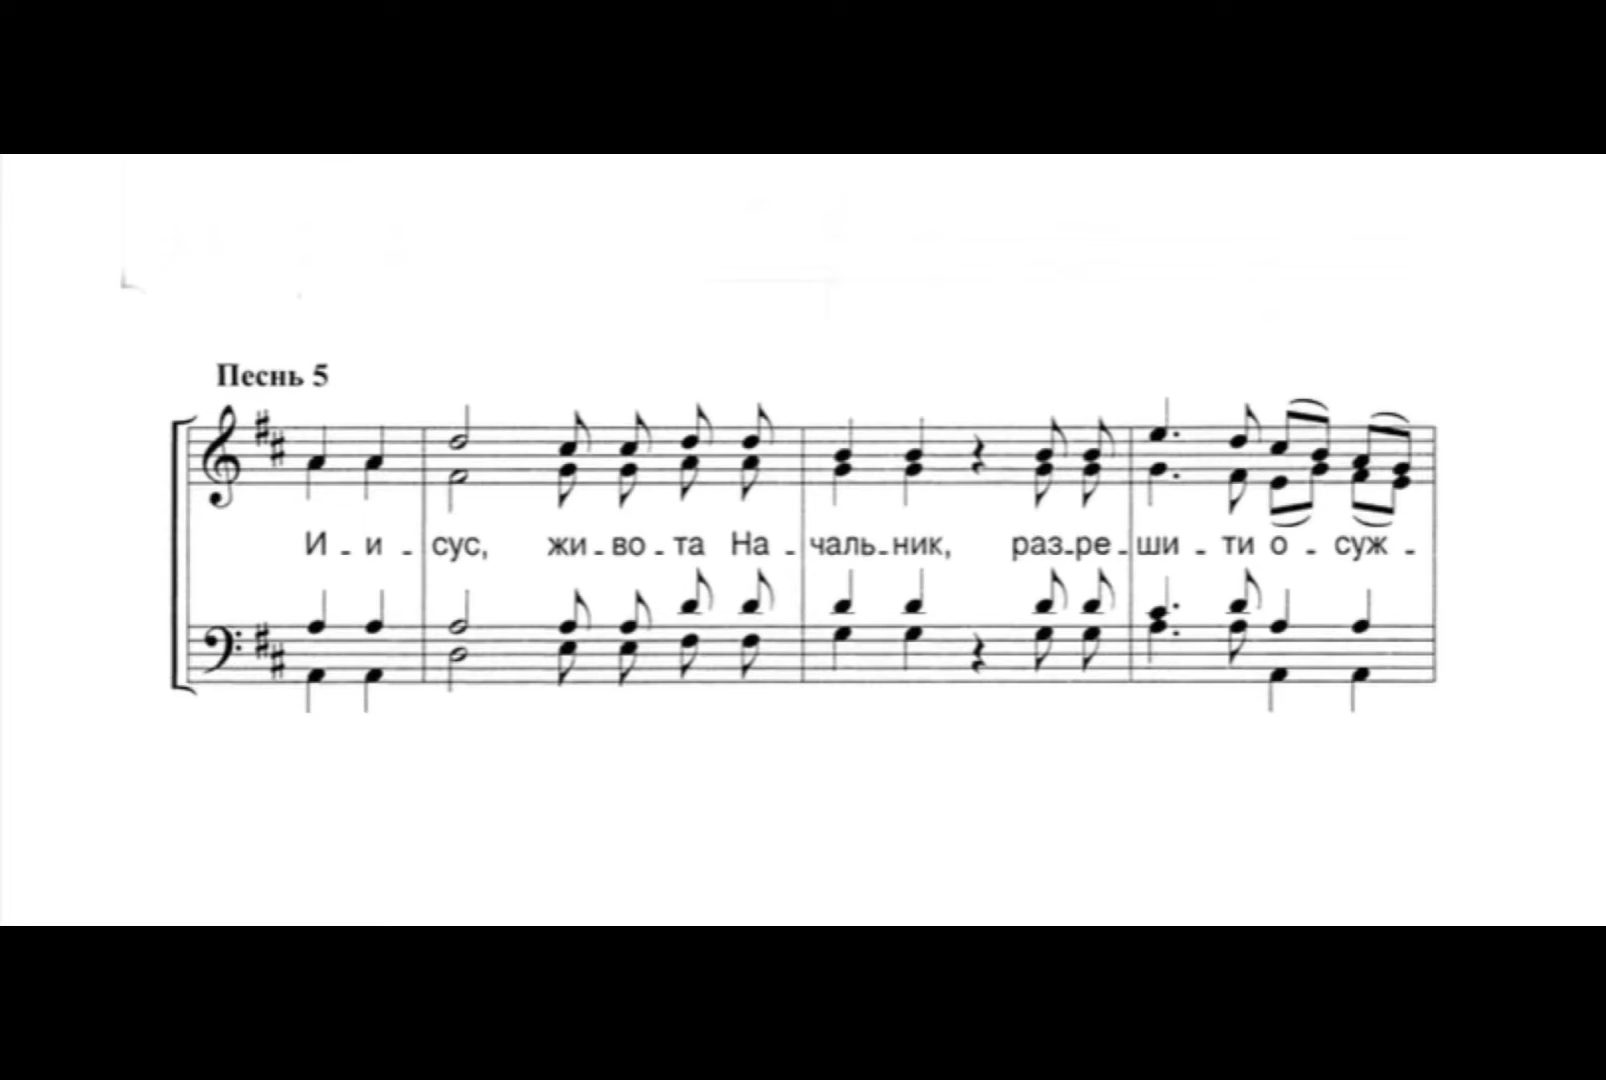 Песнь 5
И - и - сус, жи - во - та На - чаль - ник, раз - ре - ши - ти о - суж -